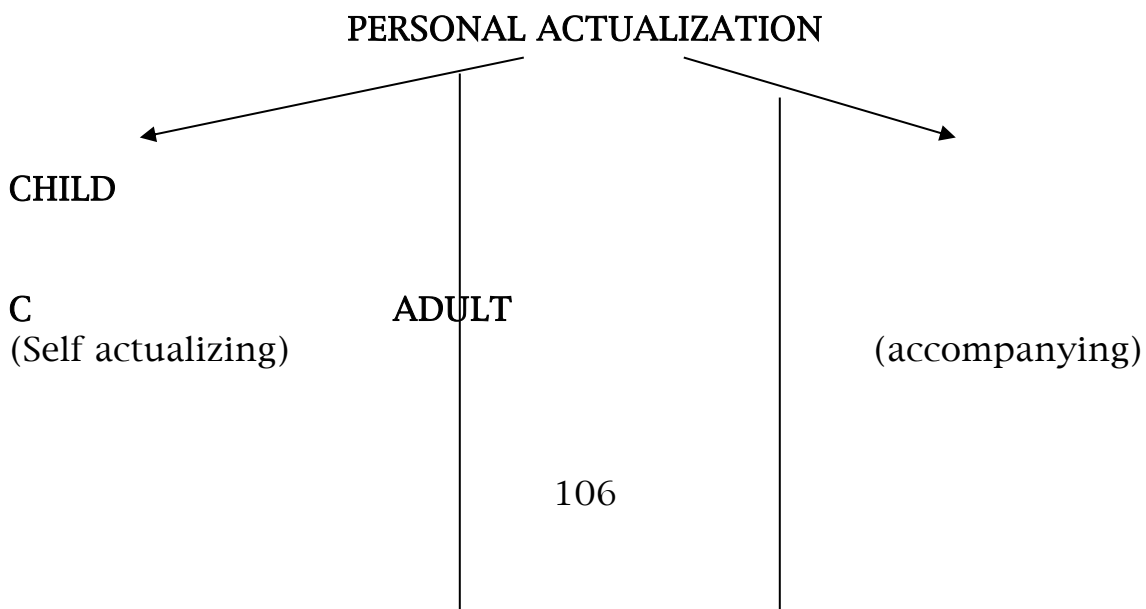 PERSONAL ACTUALIZATION
CHILD
C ADULT
(Self actualizing) (accompanying)
106